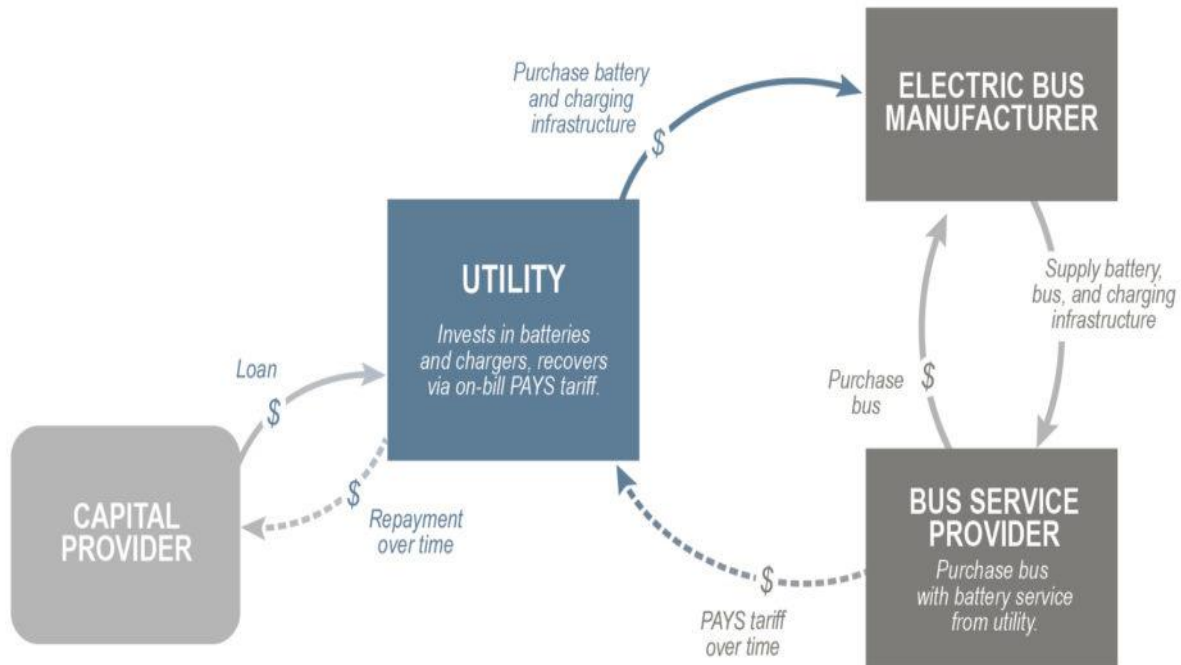 Purchase battery
and charging
infrastructure
$
ELECTRIC BUS
MANUFACTURER
UTILITY
Invests in batteries
and chargers, recovers
via on-bill PAYS tariff.
Supply battery,
bus, and charging
infrastructure
Loan
$
Purchase
bus
$
CAPITAL
PROVIDER
$
Repayment
over time
BUS SERVICE
PROVIDER
Purchase bus
with battery service
from utility.
$
PAYS tariff
over time